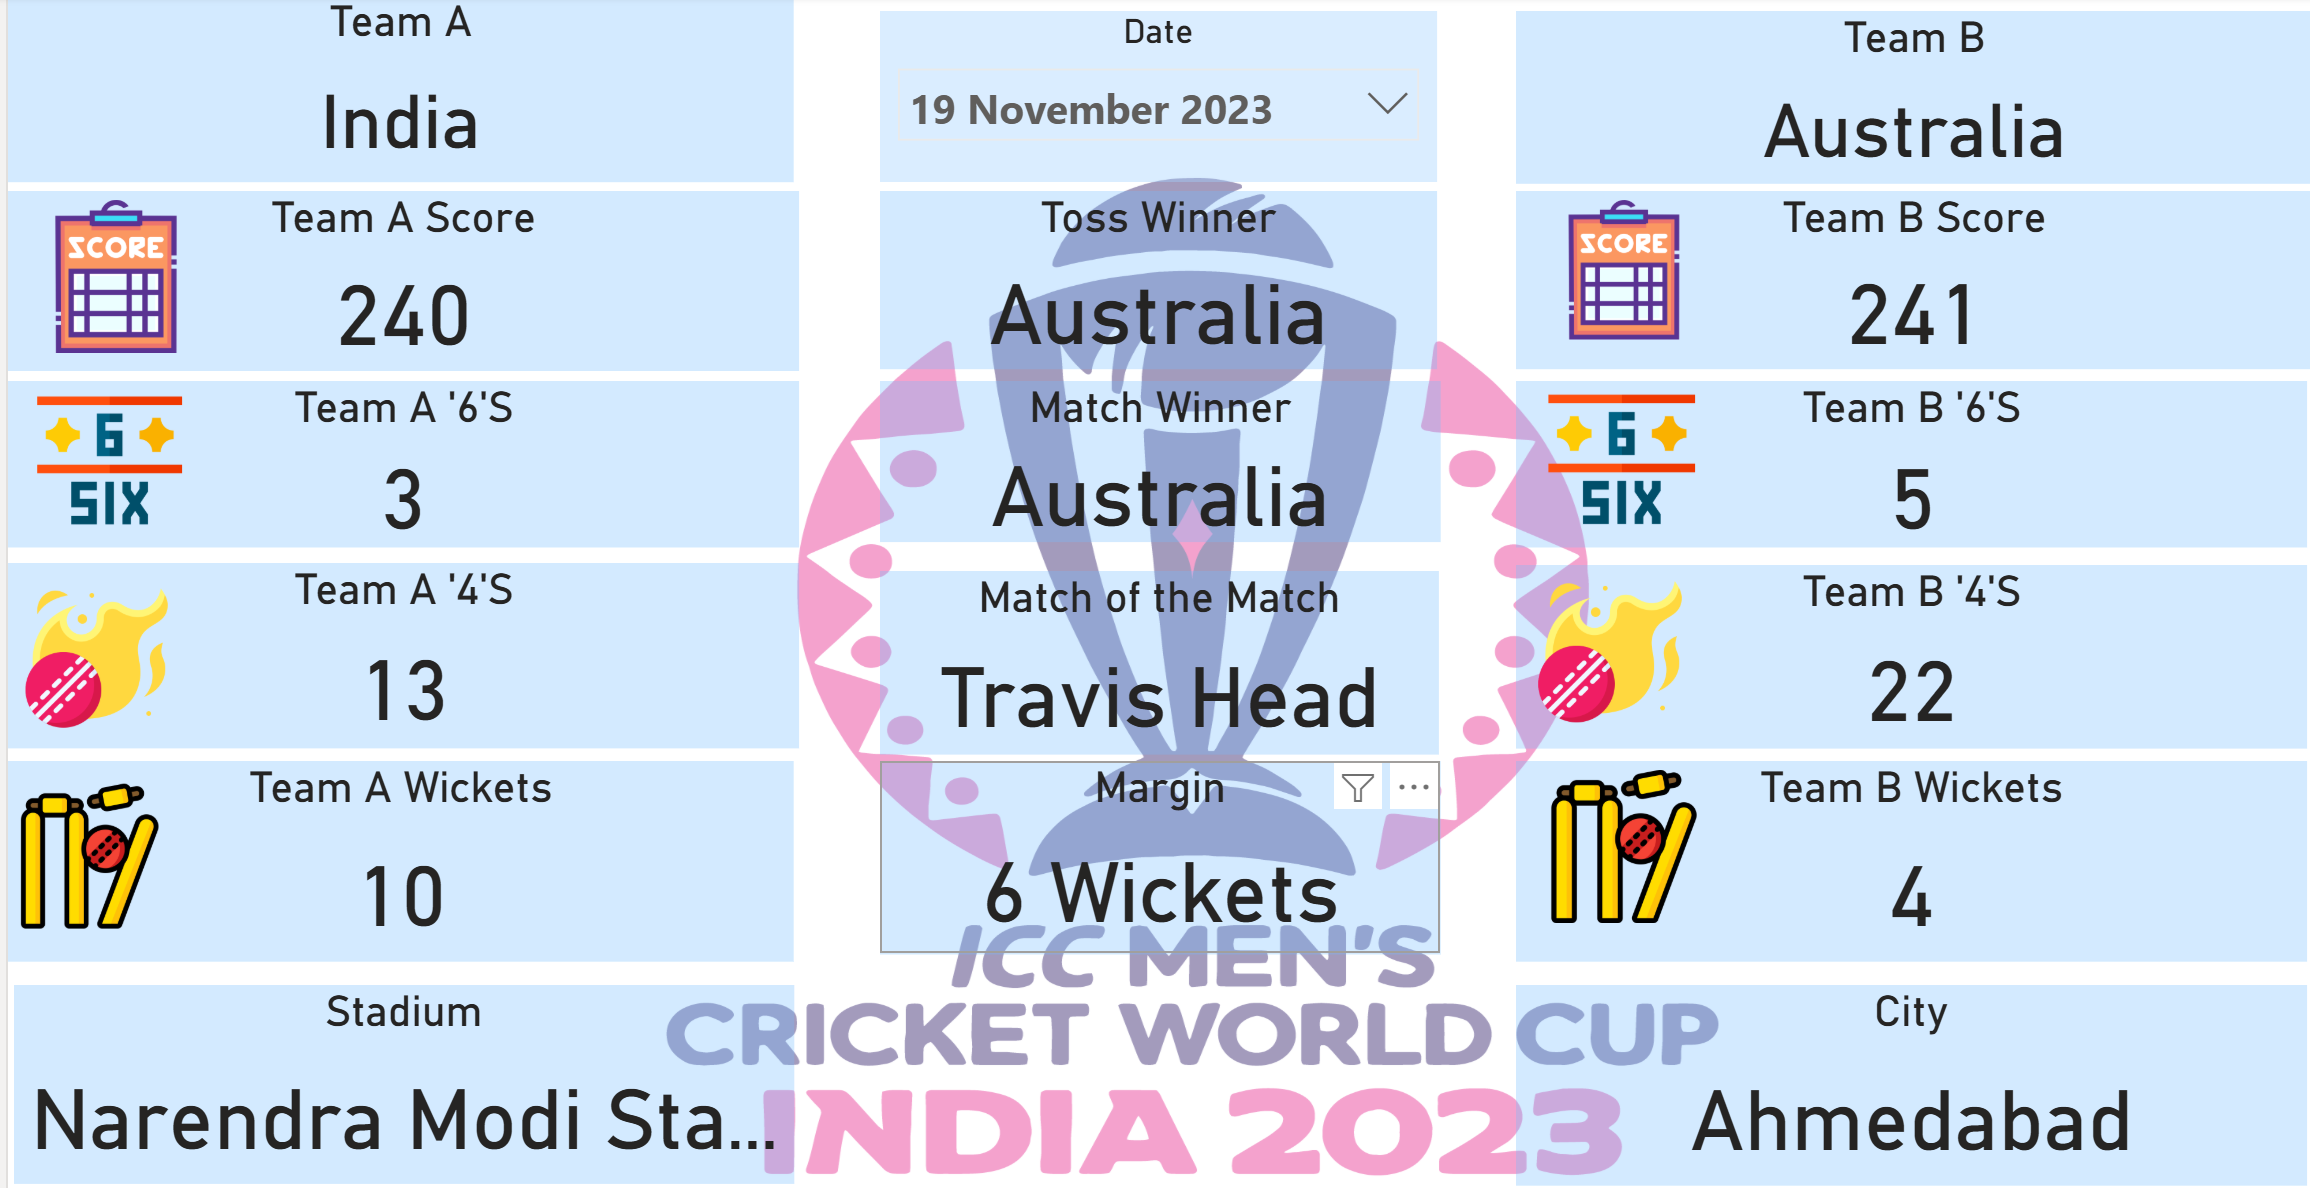 Team A
India
Date
19 November 2023
Team B
Australia
SCORE
Team A Score
240
Toss Winner
Australia
SCORE
Team B Score
241
6
SIX
Team A '6'S
3
Match Winner
Australia
6
SIX
Team B '6'S
5
Team A '4'S
13
Match of the Match
Travis Head
Team B '4'S
22
Team A Wickets
10
Margin
6 Wickets
Team B Wickets
4
ICC MEN'S
CRICKET WORLD CUP
INDIA 2023
Stadium
Narendra Modi Sta...
City
Ahmedabad